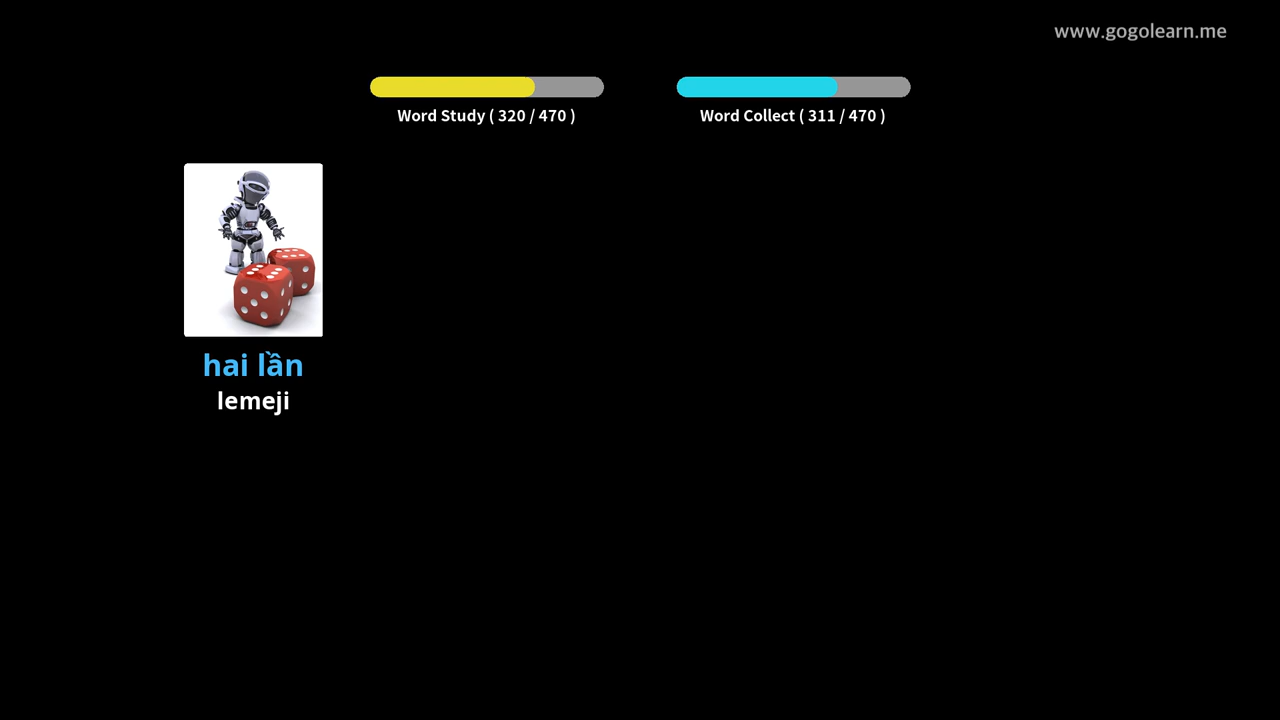 www.gogolearn.me
Word Study ( 320 / 470 )
Word Collect ( 311 / 470 )
hai lần
lemeji